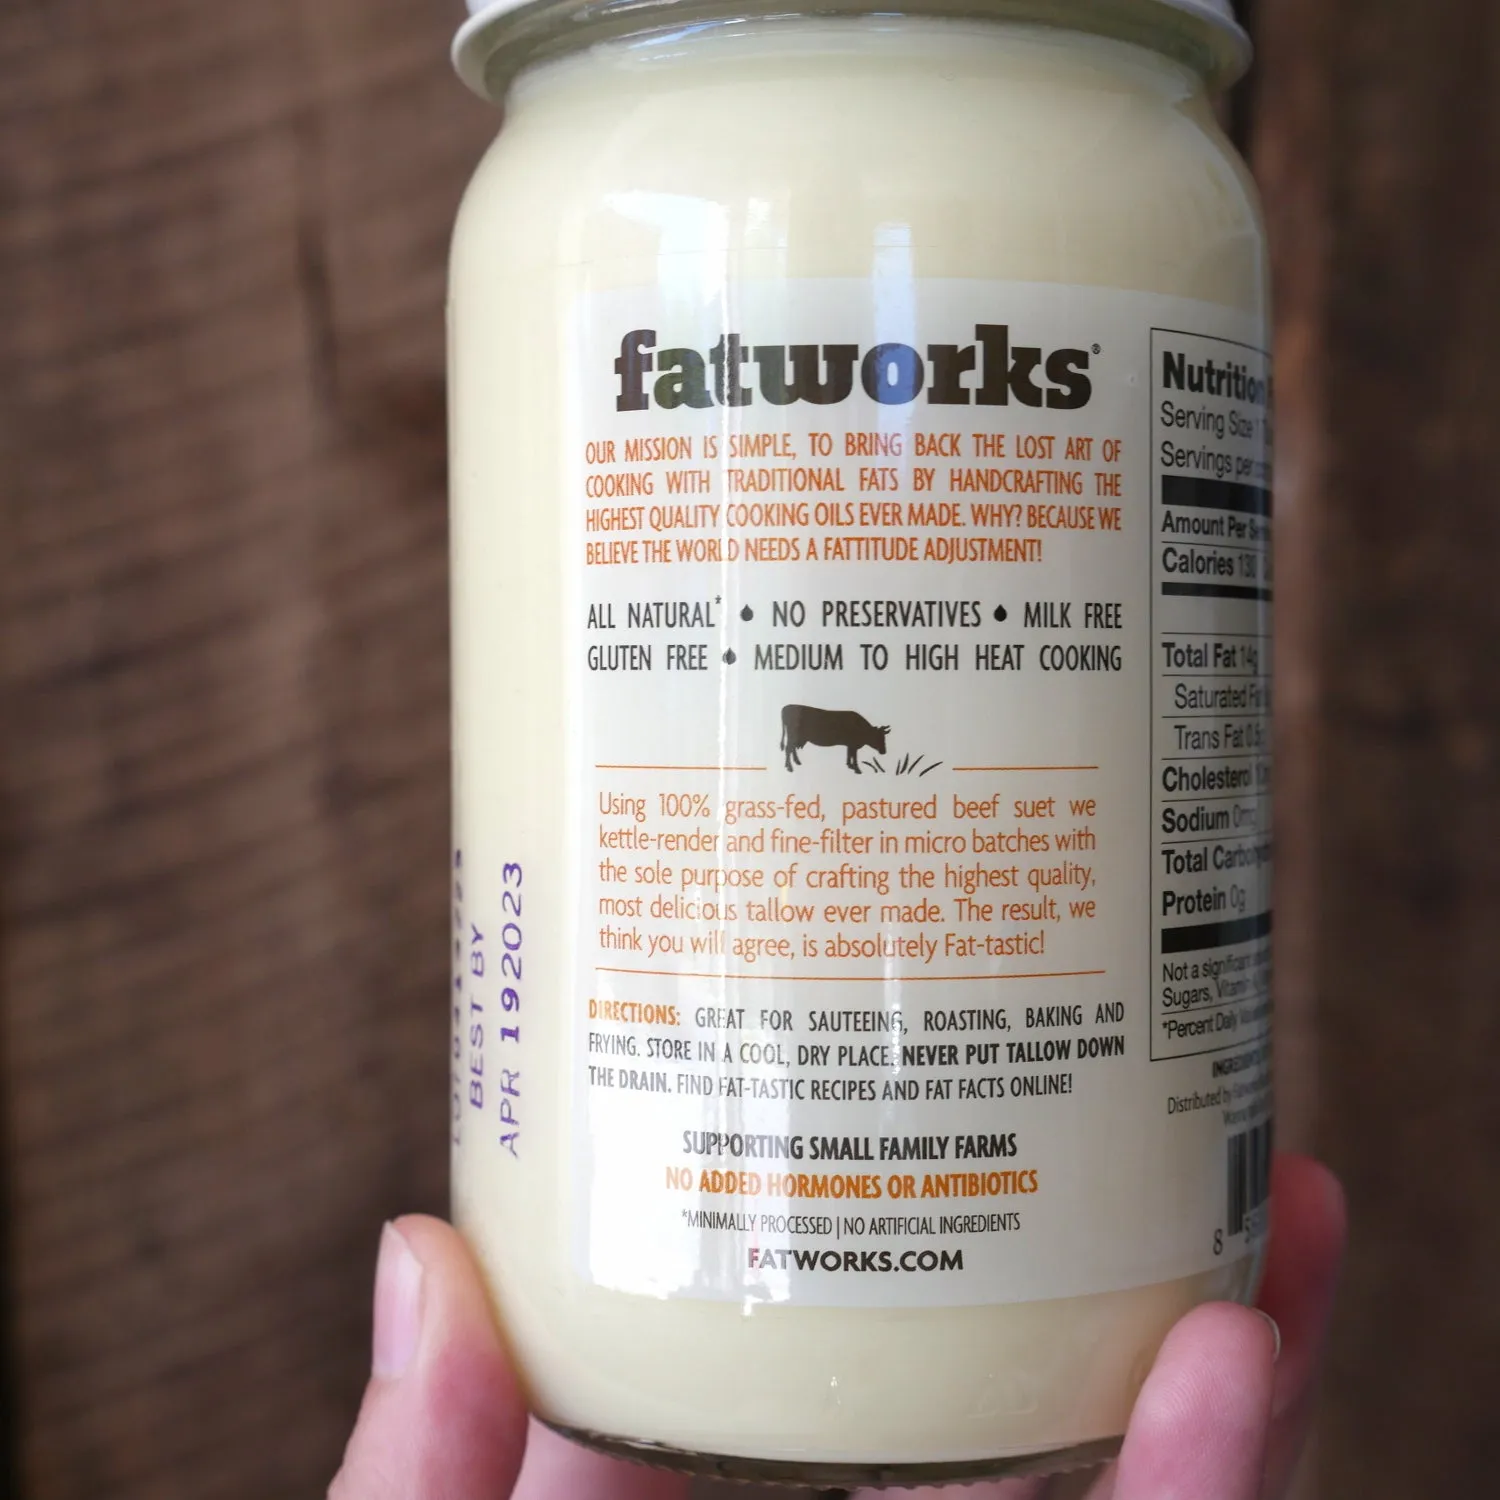 fatworks®
OUR MISSION IS SIMPLE, TO BRING BACK THE LOST ART OF
COOKING WITH TRADITIONAL FATS BY HANDCRAFTING THE
HIGHEST QUALITY COOKING OILS EVER MADE. WHY? BECAUSE WE
BELIEVE THE WORLD NEEDS A FATTITUDE ADJUSTMENT!
ALL NATURAL* • NO PRESERVATIVES • MILK FREE
GLUTEN FREE • MEDIUM TO HIGH HEAT COOKING
Using 100% grass-fed, pastured beef suet we
kettle-render and fine-filter in micro batches with
the sole purpose of crafting the highest quality,
most delicious tallow ever made. The result, we
think you will agree, is absolutely Fat-tastic!
DIRECTIONS: GREAT FOR SAUTEEING, ROASTING, BAKING AND
FRYING. STORE IN A COOL, DRY PLACE. NEVER PUT TALLOW DOWN
THE DRAIN. FIND FAT-TASTIC RECIPES AND FAT FACTS ONLINE!
SUPPORTING SMALL FAMILY FARMS
NO ADDED HORMONES OR ANTIBIOTICS
*MINIMALLY PROCESSED | NO ARTIFICIAL INGREDIENTS
FATWORKS.COM
BEST BY
APR 192023
Nutrition
Serving Size
Servings per
Amount Per
Calories 130
Total Fat 14g
Saturated
Trans Fat
Cholesterol
Sodium 0mg
Total
Protein 0g
Not a significant
Sugars,
*Percent Daily
Distributed by
8